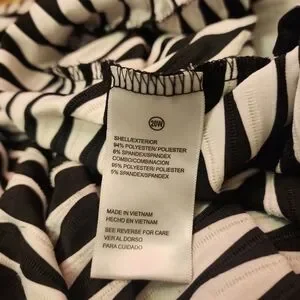 20W
SHELL/EXTERIOR
94% POLYESTER/ POLIESTER
6% SPANDEX/SPANDEX
COMBO/COMBINACION
95% POLYESTER/ POLIESTER
5% SPANDEX/SPANDEX
MADE IN VIETNAM
HECHO EN VIETNAM
SEE REVERSE FOR CARE
VER AL DORSO
PARA CUIDADO